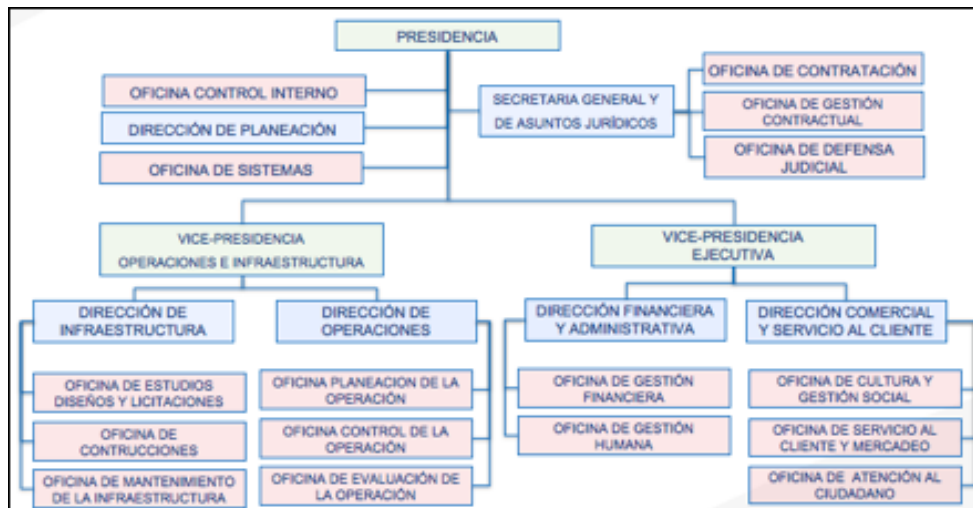 PRESIDENCIA
OFICINA CONTROL INTERNO
DIRECCIÓN DE PLANEACIÓN
OFICINA DE SISTEMAS
SECRETARIA GENERAL Y
DE ASUNTOS JURÍDICOS
OFICINA DE CONTRATACIÓN
OFICINA DE GESTIÓN
CONTRACTUAL
OFICINA DE DEFENSA
JUDICIAL
VICE-PRESIDENCIA
OPERACIONES E INFRAESTRUCTURA
VICE-PRESIDENCIA
EJECUTIVA
DIRECCIÓN DE
INFRAESTRUCTURA
DIRECCIÓN DE
OPERACIONES
DIRECCIÓN FINANCIERA
Y ADMINISTRATIVA
DIRECCIÓN COMERCIAL
Y SERVICIO AL CLIENTE
OFICINA DE ESTUDIOS
DISEÑOS Y LICITACIONES
OFICINA DE
CONTRUCCIONES
OFICINA DE MANTENIMIENTO
DE LA INFRAESTRUCTURA
OFICINA PLANEACION DE LA
OPERACIÓN
OFICINA CONTROL DE LA
OPERACIÓN
OFICINA DE EVALUACIÓN DE
LA OPERACIÓN
OFICINA DE GESTIÓN
FINANCIERA
OFICINA DE GESTIÓN
HUMANA
OFICINA DE CULTURA Y
GESTIÓN SOCIAL
OFICINA DE SERVICIO AL
CLIENTE Y MERCADEO
OFICINA DE ATENCIÓN AL
CIUDADANO